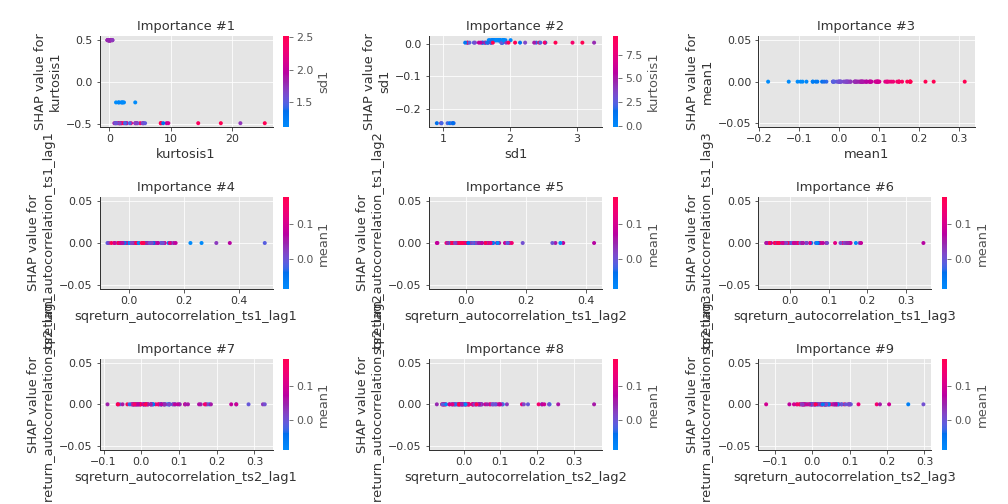 Importance #1
SHAP value for
kurtosis1
0.5
0.0
−0.5
0
10
20
kurtosis1
2.5
2.0
1.5
sd1
Importance #2
SHAP value for
sd1
0.0
−0.1
−0.2
1
2
3
sd1
7.5
5.0
2.5
0.0
kurtosis1
Importance #3
SHAP value for
mean1
0.05
0.00
−0.05
−0.2
−0.1
0.0
0.1
0.2
0.3
mean1
Importance #4
SHAP value for
sqreturn_autocorrelation_ts1_lag1
0.05
0.00
−0.05
0.0
0.2
0.4
sqreturn_autocorrelation_ts1_lag1
0.1
0.0
mean1
Importance #5
SHAP value for
sqreturn_autocorrelation_ts1_lag2
0.05
0.00
−0.05
0.0
0.2
0.4
sqreturn_autocorrelation_ts1_lag2
0.1
0.0
mean1
Importance #6
SHAP value for
sqreturn_autocorrelation_ts1_lag3
0.05
0.00
−0.05
0.0
0.1
0.2
0.3
sqreturn_autocorrelation_ts1_lag3
0.1
0.0
mean1
Importance #7
SHAP value for
sqreturn_autocorrelation_ts2_lag1
0.05
0.00
−0.05
−0.1
0.0
0.1
0.2
0.3
sqreturn_autocorrelation_ts2_lag1
0.1
0.0
mean1
Importance #8
SHAP value for
sqreturn_autocorrelation_ts2_lag2
0.05
0.00
−0.05
0.0
0.1
0.2
0.3
0.4
sqreturn_autocorrelation_ts2_lag2
0.1
0.0
mean1
Importance #9
SHAP value for
sqreturn_autocorrelation_ts2_lag3
0.05
0.00
−0.05
−0.1
0.0
0.1
0.2
0.3
sqreturn_autocorrelation_ts2_lag3
0.1
0.0
mean1